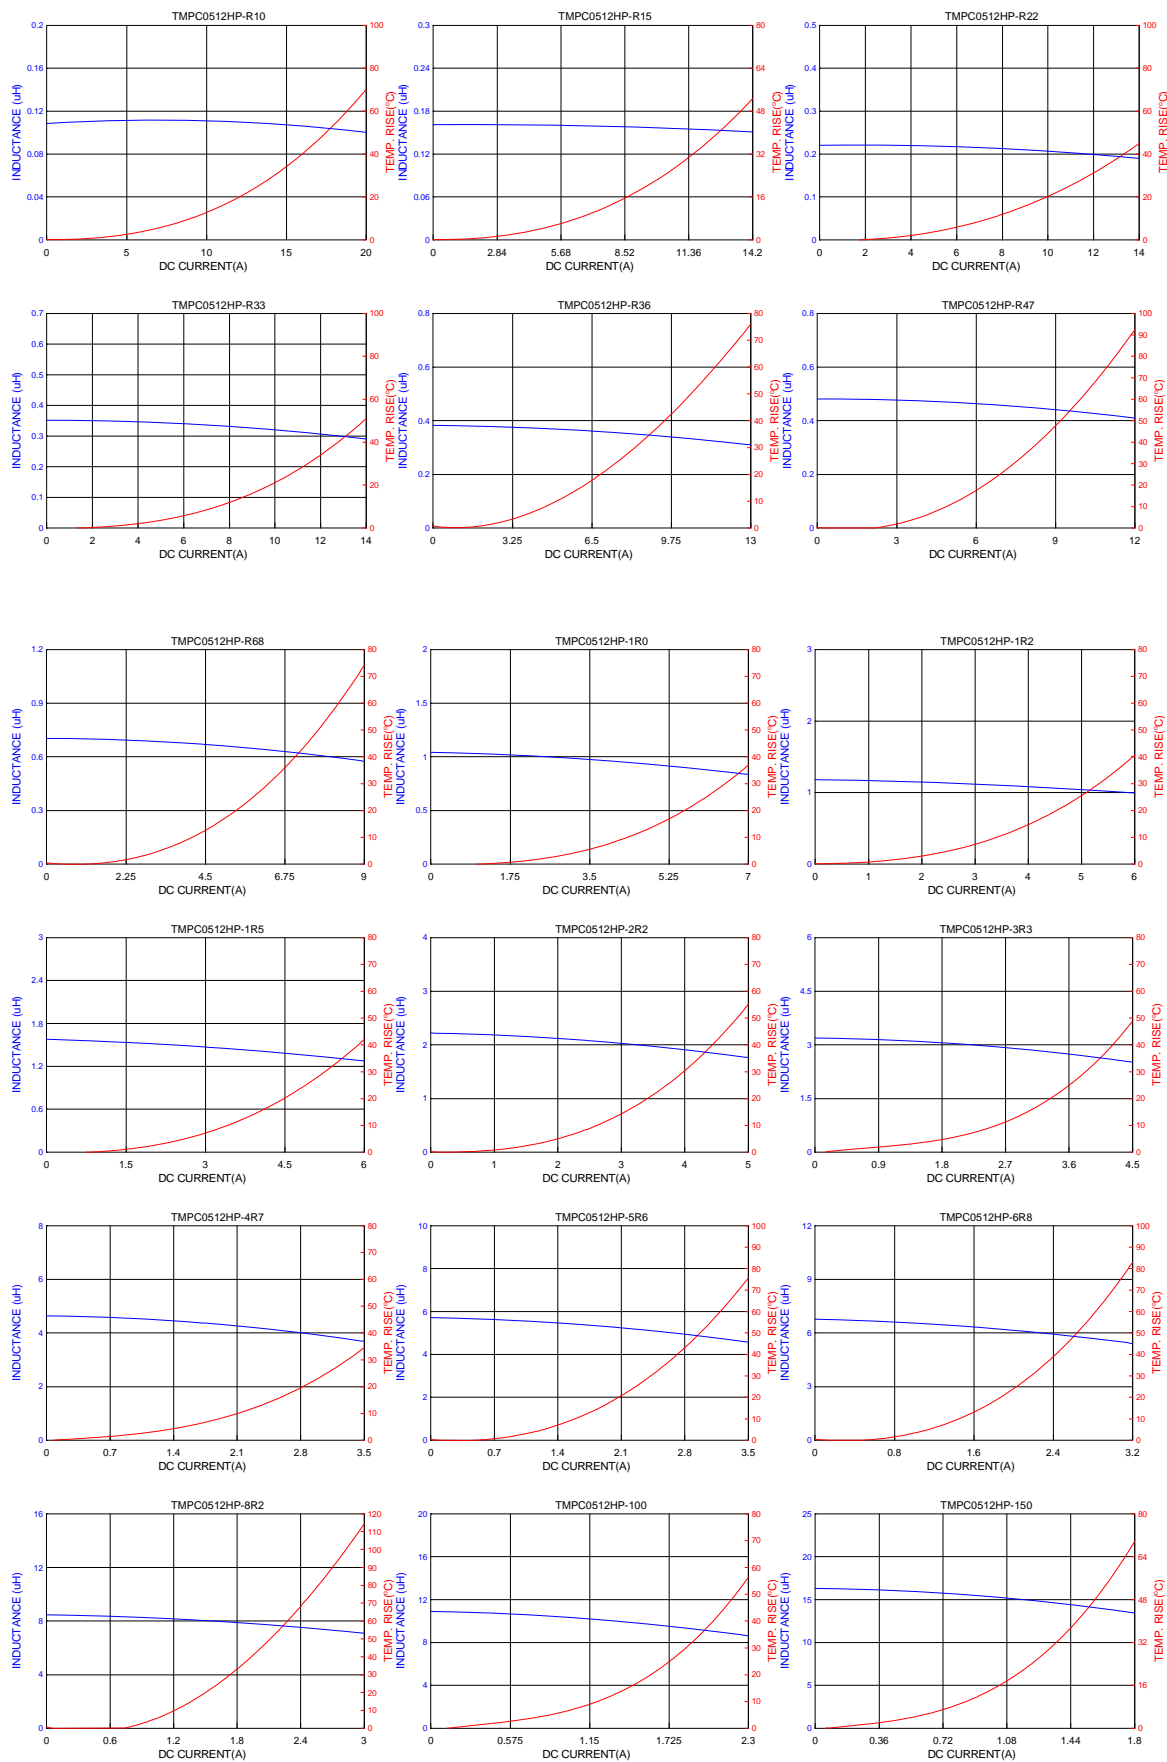 TMPC0512HP-R10
0.2
0.16
0.12
0.08
0.04
0
INDUCTANCE (uH)
100
80
60
40
20
0
TEMP. RISE(°C)
0 5 10 15 20
DC CURRENT(A)
TMPC0512HP-R15
0.3
0.24
0.18
0.12
0.06
0
INDUCTANCE (uH)
80
64
48
32
16
0
TEMP. RISE(°C)
0 2.84 5.68 8.52 11.36 14.2
DC CURRENT(A)
TMPC0512HP-R22
0.5
0.4
0.3
0.2
0.1
0
INDUCTANCE (uH)
100
80
60
40
20
0
TEMP. RISE(°C)
0 2 4 6 8 10 12 14
DC CURRENT(A)
TMPC0512HP-R33
0.7
0.6
0.5
0.4
0.3
0.2
0.1
0
INDUCTANCE (uH)
100
80
60
40
20
0
TEMP. RISE(°C)
0 2 4 6 8 10 12 14
DC CURRENT(A)
TMPC0512HP-R36
0.8
0.6
0.4
0.2
0
INDUCTANCE (uH)
80
70
60
50
40
30
20
10
0
TEMP. RISE(°C)
0 3.25 6.5 9.75 13
DC CURRENT(A)
TMPC0512HP-R47
0.8
0.6
0.4
0.2
0
INDUCTANCE (uH)
100
90
80
70
60
50
40
30
20
10
0
TEMP. RISE(°C)
0 3 6 9 12
DC CURRENT(A)
TMPC0512HP-R68
1.2
0.9
0.6
0.3
0
INDUCTANCE (uH)
80
70
60
50
40
30
20
10
0
TEMP. RISE(°C)
0 2.25 4.5 6.75 9
DC CURRENT(A)
TMPC0512HP-1R0
2
1.5
1
0.5
0
INDUCTANCE (uH)
80
70
60
50
40
30
20
10
0
TEMP. RISE(°C)
0 1.75 3.5 5.25 7
DC CURRENT(A)
TMPC0512HP-1R2
3
2
1
0
INDUCTANCE (uH)
80
70
60
50
40
30
20
10
0
TEMP. RISE(°C)
0 1 2 3 4 5 6
DC CURRENT(A)
TMPC0512HP-1R5
3
2.4
1.8
1.2
0.6
0
INDUCTANCE (uH)
80
70
60
50
40
30
20
10
0
TEMP. RISE(°C)
0 1.5 3 4.5 6
DC CURRENT(A)
TMPC0512HP-2R2
4
3
2
1
0
INDUCTANCE (uH)
80
70
60
50
40
30
20
10
0
TEMP. RISE(°C)
0 1 2 3 4 5
DC CURRENT(A)
TMPC0512HP-3R3
6
4.5
3
1.5
0
INDUCTANCE (uH)
80
70
60
50
40
30
20
10
0
TEMP. RISE(°C)
0 0.9 1.8 2.7 3.6 4.5
DC CURRENT(A)
TMPC0512HP-4R7
8
6
4
2
0
INDUCTANCE (uH)
80
70
60
50
40
30
20
10
0
TEMP. RISE(°C)
0 0.7 1.4 2.1 2.8 3.5
DC CURRENT(A)
TMPC0512HP-5R6
10
8
6
4
2
0
INDUCTANCE (uH)
100
90
80
70
60
50
40
30
20
10
0
TEMP. RISE(°C)
0 0.7 1.4 2.1 2.8 3.5
DC CURRENT(A)
TMPC0512HP-6R8
12
9
6
3
0
INDUCTANCE (uH)
100
90
80
70
60
50
40
30
20
10
0
TEMP. RISE(°C)
0 0.8 1.6 2.4 3.2
DC CURRENT(A)
TMPC0512HP-8R2
16
12
8
4
0
INDUCTANCE (uH)
120
110
100
90
80
70
60
50
40
30
20
10
0
TEMP. RISE(°C)
0 0.6 1.2 1.8 2.4 3
DC CURRENT(A)
TMPC0512HP-100
20
16
12
8
4
0
INDUCTANCE (uH)
80
70
60
50
40
30
20
10
0
TEMP. RISE(°C)
0 0.575 1.15 1.725 2.3
DC CURRENT(A)
TMPC0512HP-150
25
20
15
10
5
0
INDUCTANCE (uH)
80
64
48
32
16
0
TEMP. RISE(°C)
0 0.36 0.72 1.08 1.44 1.8
DC CURRENT(A)